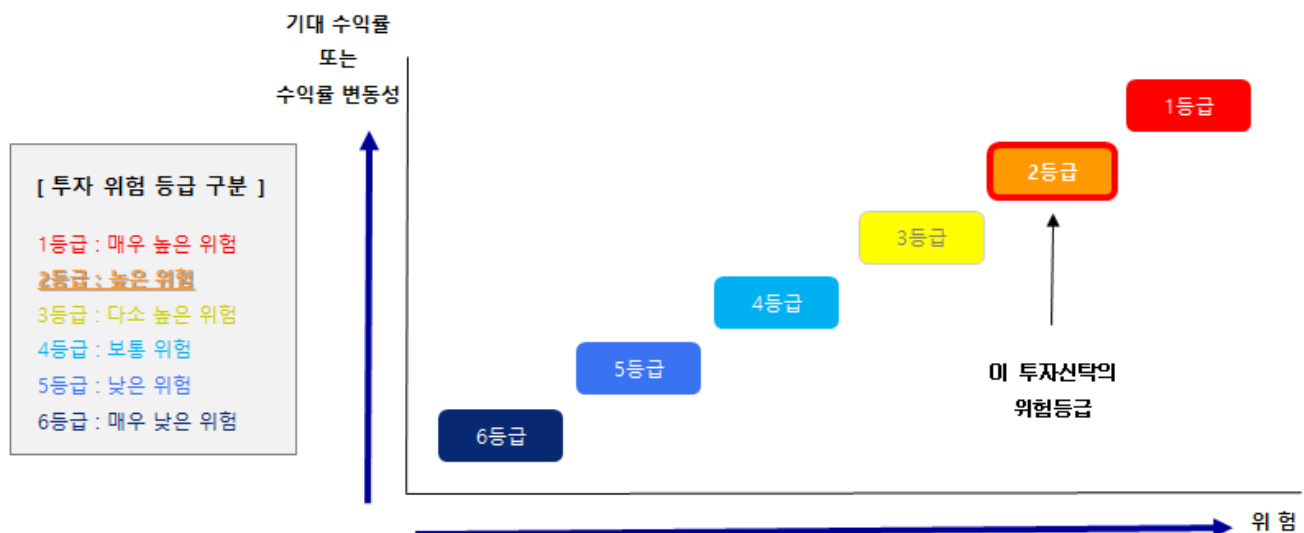 기대 수익률
또는
수익률 변동성
[ 투자 위험 등급 구분 ]
1등급 : 매우 높은 위험
2등급 : 높은 위험
3등급 : 다소 높은 위험
4등급 : 보통 위험
5등급 : 낮은 위험
6등급 : 매우 낮은 위험
1등급
2등급
3등급
4등급
5등급
6등급
이 투자신탁의
위험등급
위 험